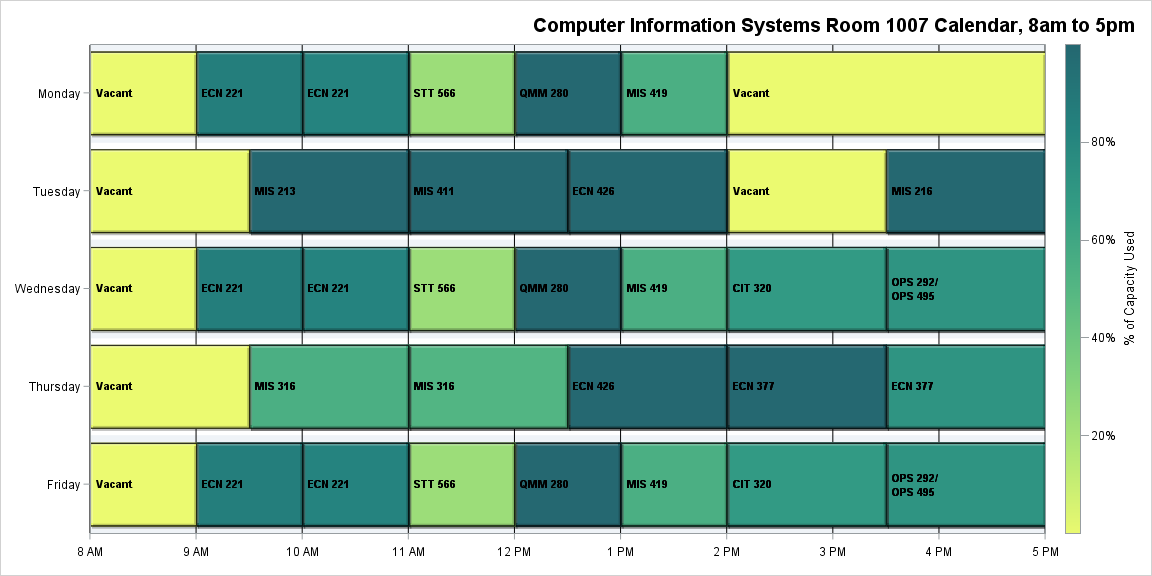 Computer Information Systems Room 1007 Calendar, 8am to 5pm
Monday
Vacant
ECN 221
ECN 221
STT 566
QMM 280
MIS 419
Vacant
Tuesday
Vacant
MIS 213
MIS 411
ECN 426
Vacant
MIS 216
Wednesday
Vacant
ECN 221
ECN 221
STT 566
QMM 280
MIS 419
CIT 320
OPS 292/
OPS 495
Thursday
Vacant
MIS 316
MIS 316
ECN 426
ECN 377
ECN 377
Friday
Vacant
ECN 221
ECN 221
STT 566
QMM 280
MIS 419
CIT 320
OPS 292/
OPS 495
8 AM
9 AM
10 AM
11 AM
12 PM
1 PM
2 PM
3 PM
4 PM
5 PM
80%
60%
40%
20%
% of Capacity Used